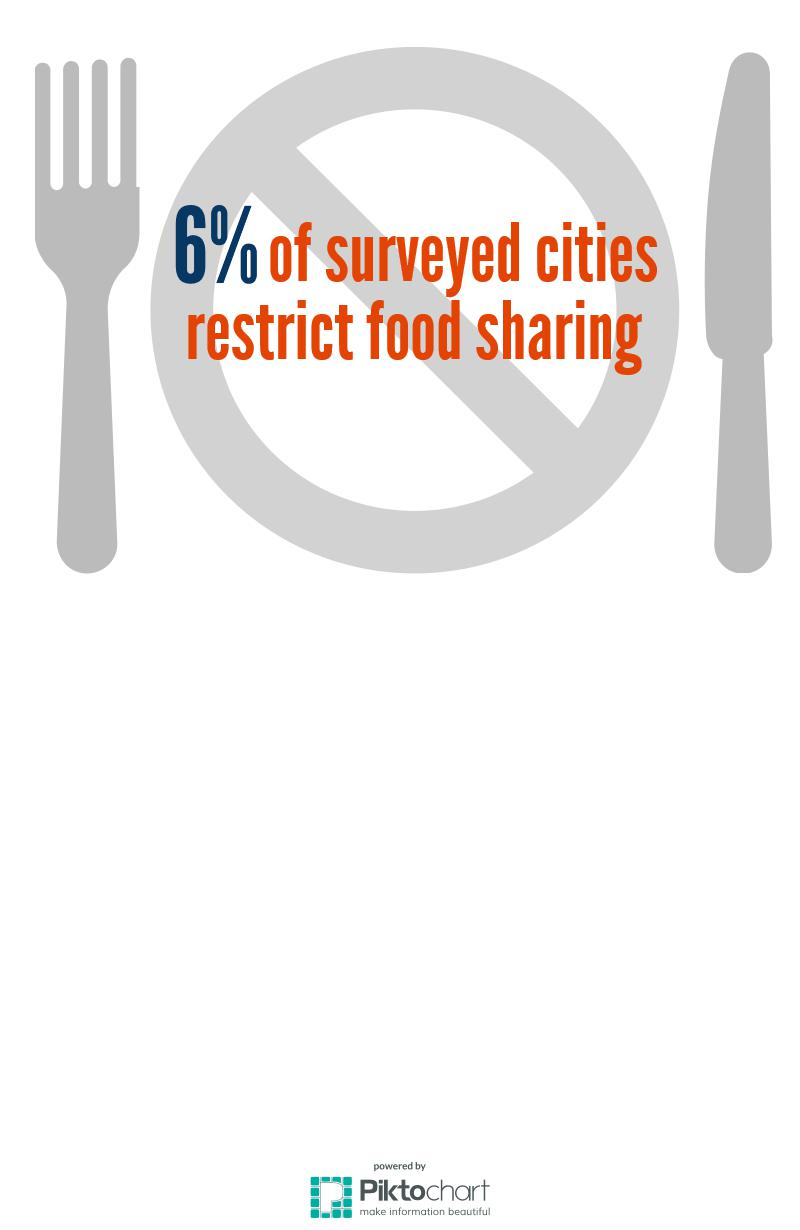 6% of surveyed cities
restrict food sharing
powered by
Piktochart
make information beautiful